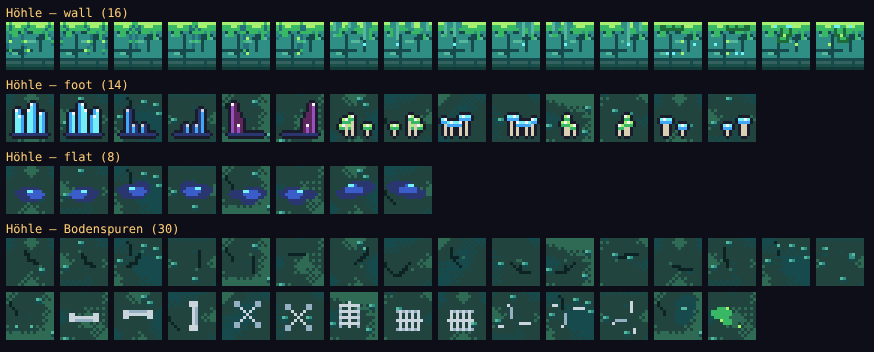 Höhle — wall (16)
Höhle — foot (14)
Höhle — flat (8)
Höhle — Bodenspuren (30)